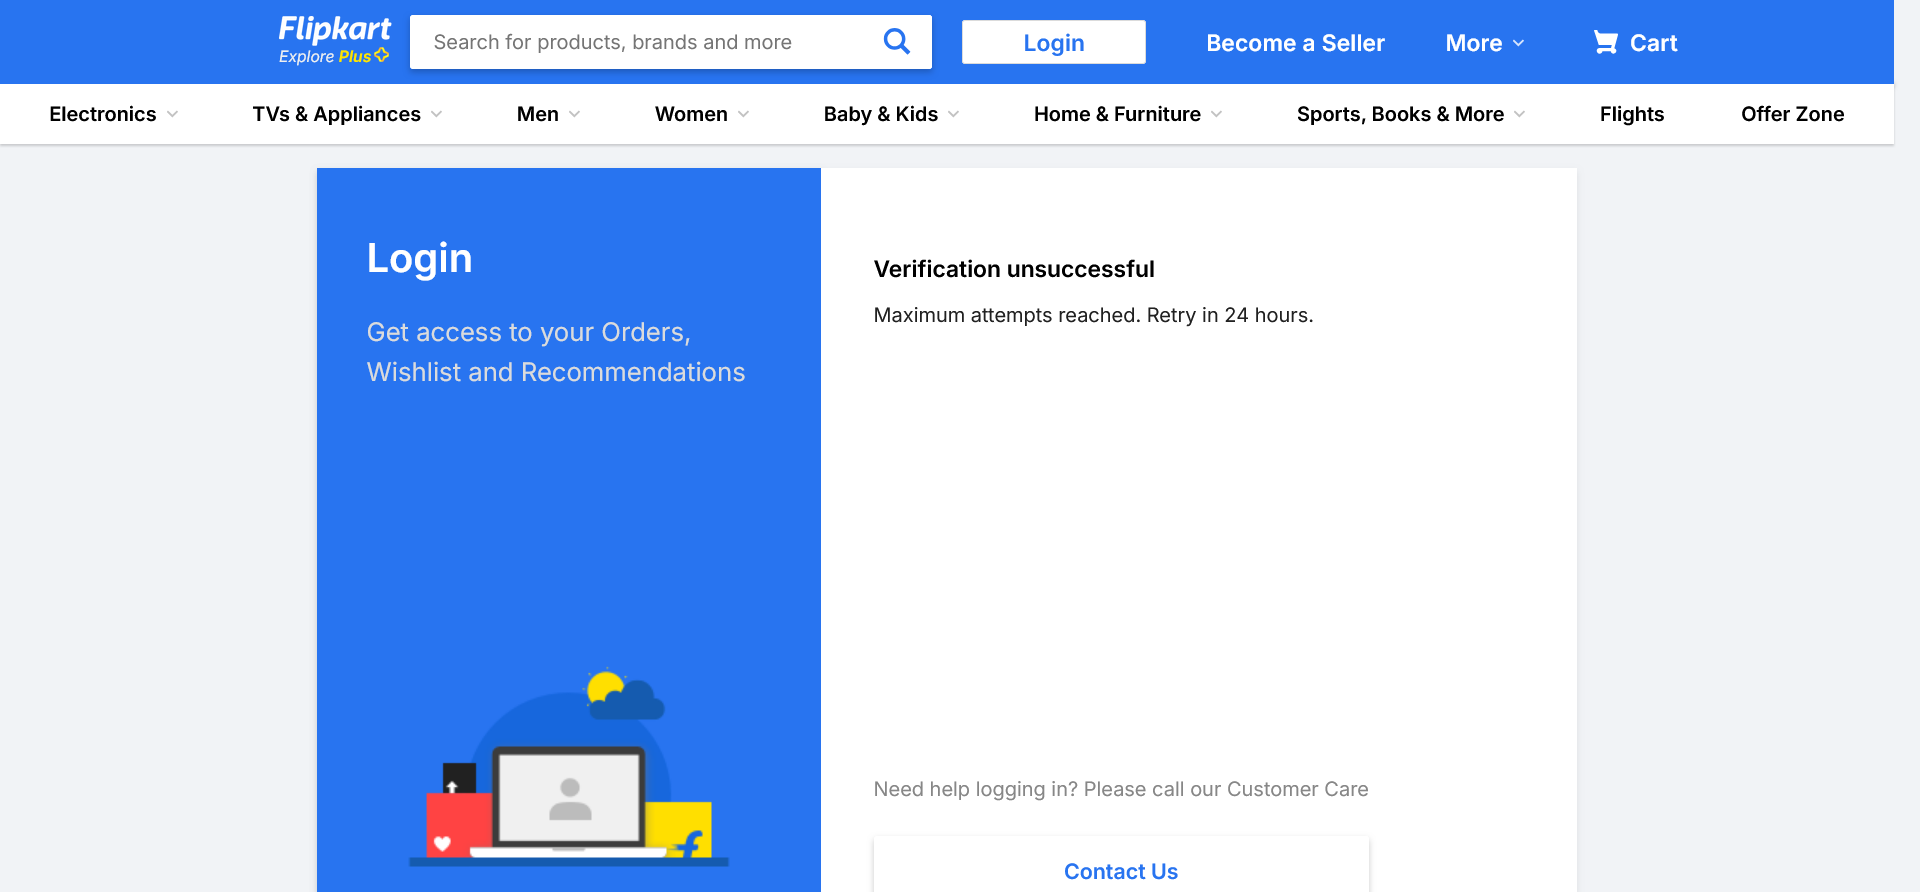 Flipkart
Explore Plus
Search for products, brands and more
Login
Become a Seller
More
Cart
Electronics
TVs & Appliances
Men
Women
Baby & Kids
Home & Furniture
Sports, Books & More
Flights
Offer Zone
Login
Get access to your Orders,
Wishlist and Recommendations
Verification unsuccessful
Maximum attempts reached. Retry in 24 hours.
Need help logging in? Please call our Customer Care
Contact Us